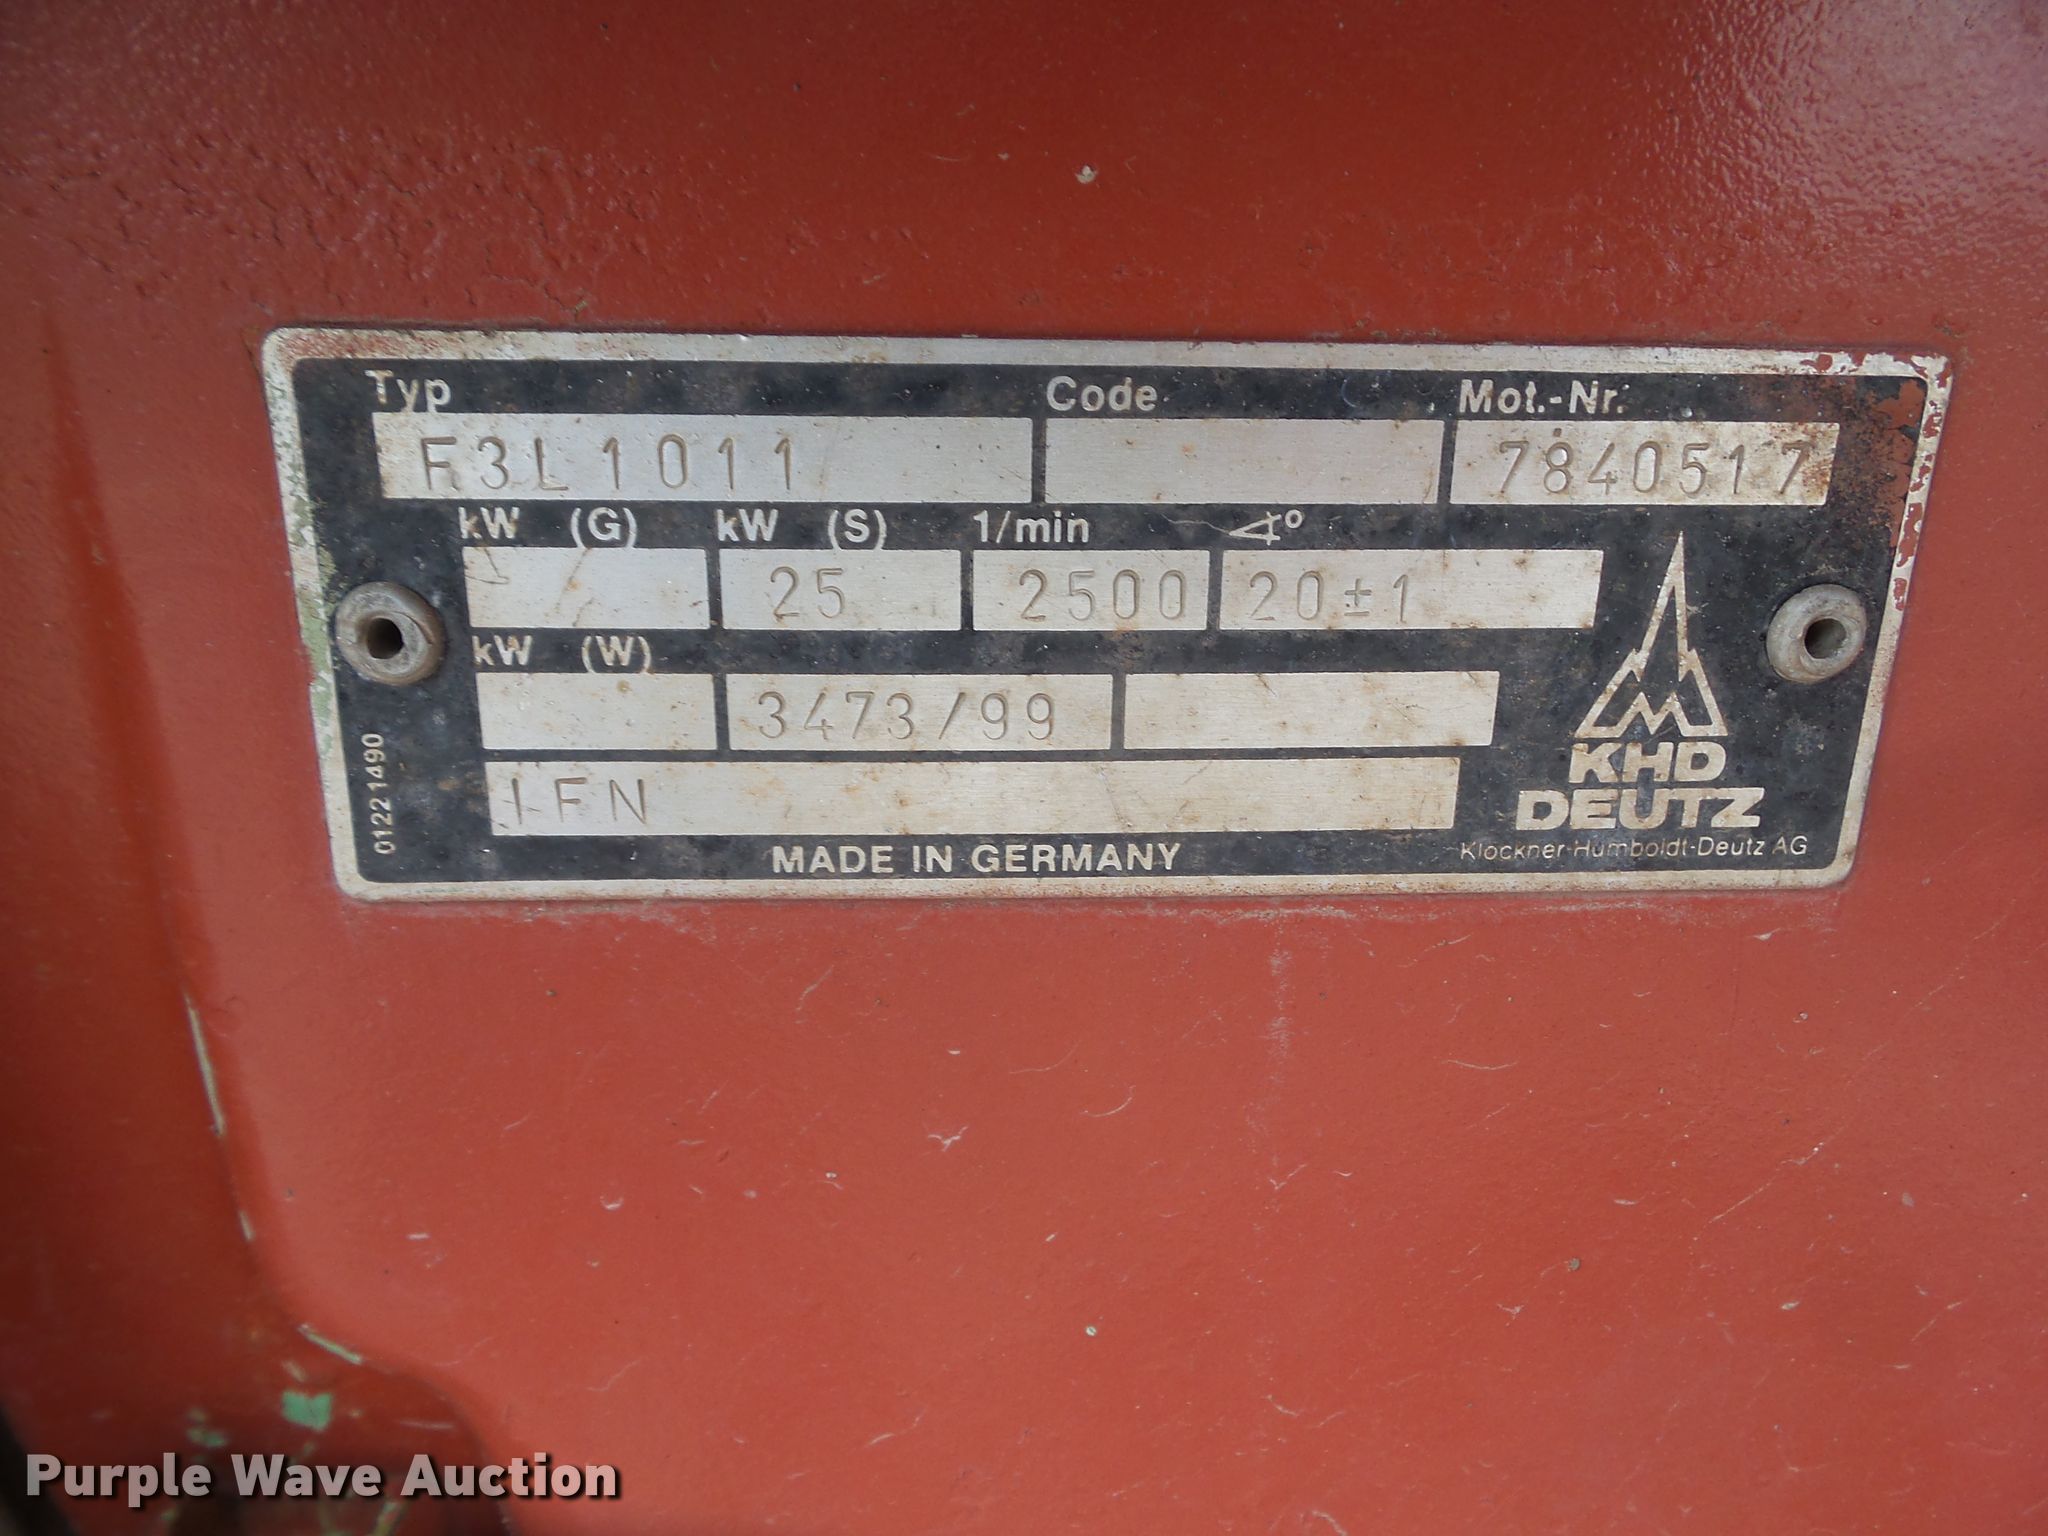 Typ Code Mot.-Nr.
F3L1011 7840517
kW (G) kW (S) 1/min ∢°
25 2500 20±1
kW (W)
3473/99
IFN
01221490
KHD
DEUTZ
Klöckner-Humboldt-Deutz AG
MADE IN GERMANY
Purple Wave Auction